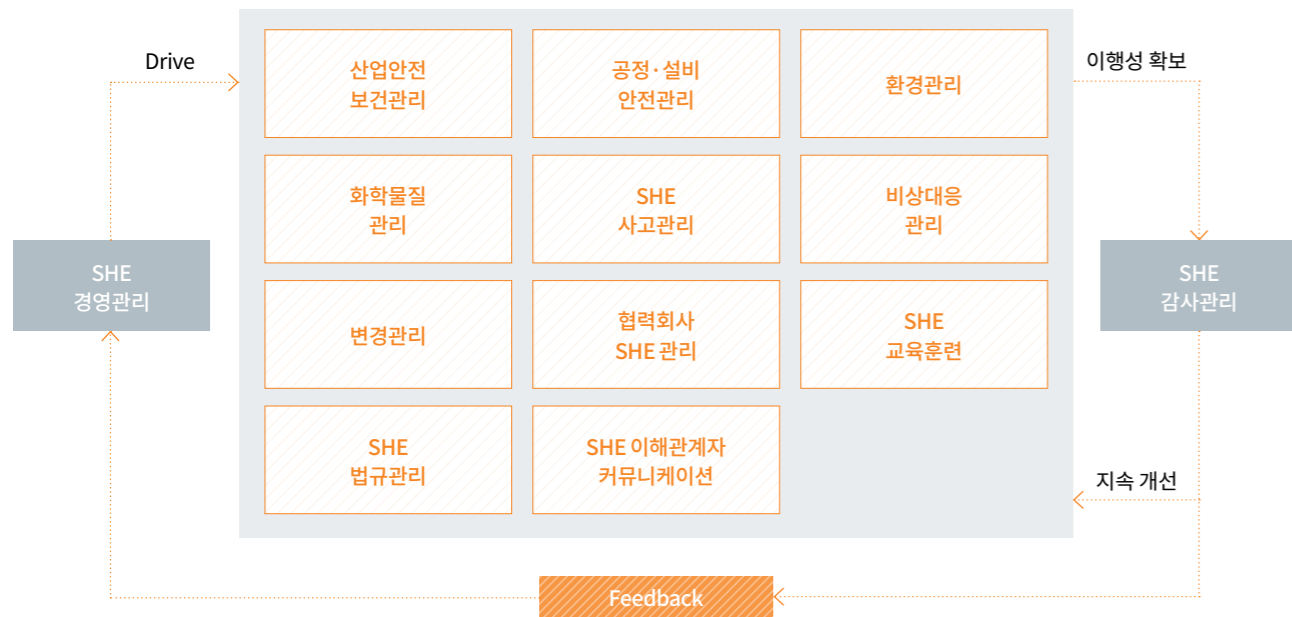 Drive
산업안전
보건관리
공정·설비
안전관리
환경관리
이행성 확보
화학물질
관리
SHE
사고관리
비상대응
관리
SHE
경영관리
SHE
감사관리
변경관리
협력회사
SHE 관리
SHE
교육훈련
SHE
법규관리
SHE 이해관계자
커뮤니케이션
지속 개선
Feedback